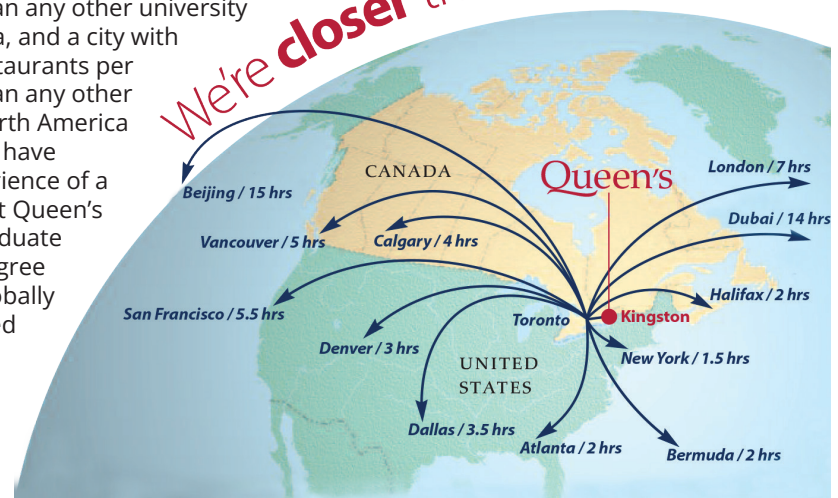 an any other university
a, and a city with
taurants per
an any other
rth America
have
rience of a
t Queen's
duate
gree
obally
ed
We're closer
CANADA
Queen's
London / 7 hrs
Beijing / 15 hrs
Dubai / 14 hrs
Vancouver / 5 hrs
Calgary / 4 hrs
Halifax / 2 hrs
San Francisco / 5.5 hrs
Toronto
Kingston
Denver / 3 hrs
New York / 1.5 hrs
UNITED
STATES
Dallas / 3.5 hrs
Atlanta / 2 hrs
Bermuda / 2 hrs